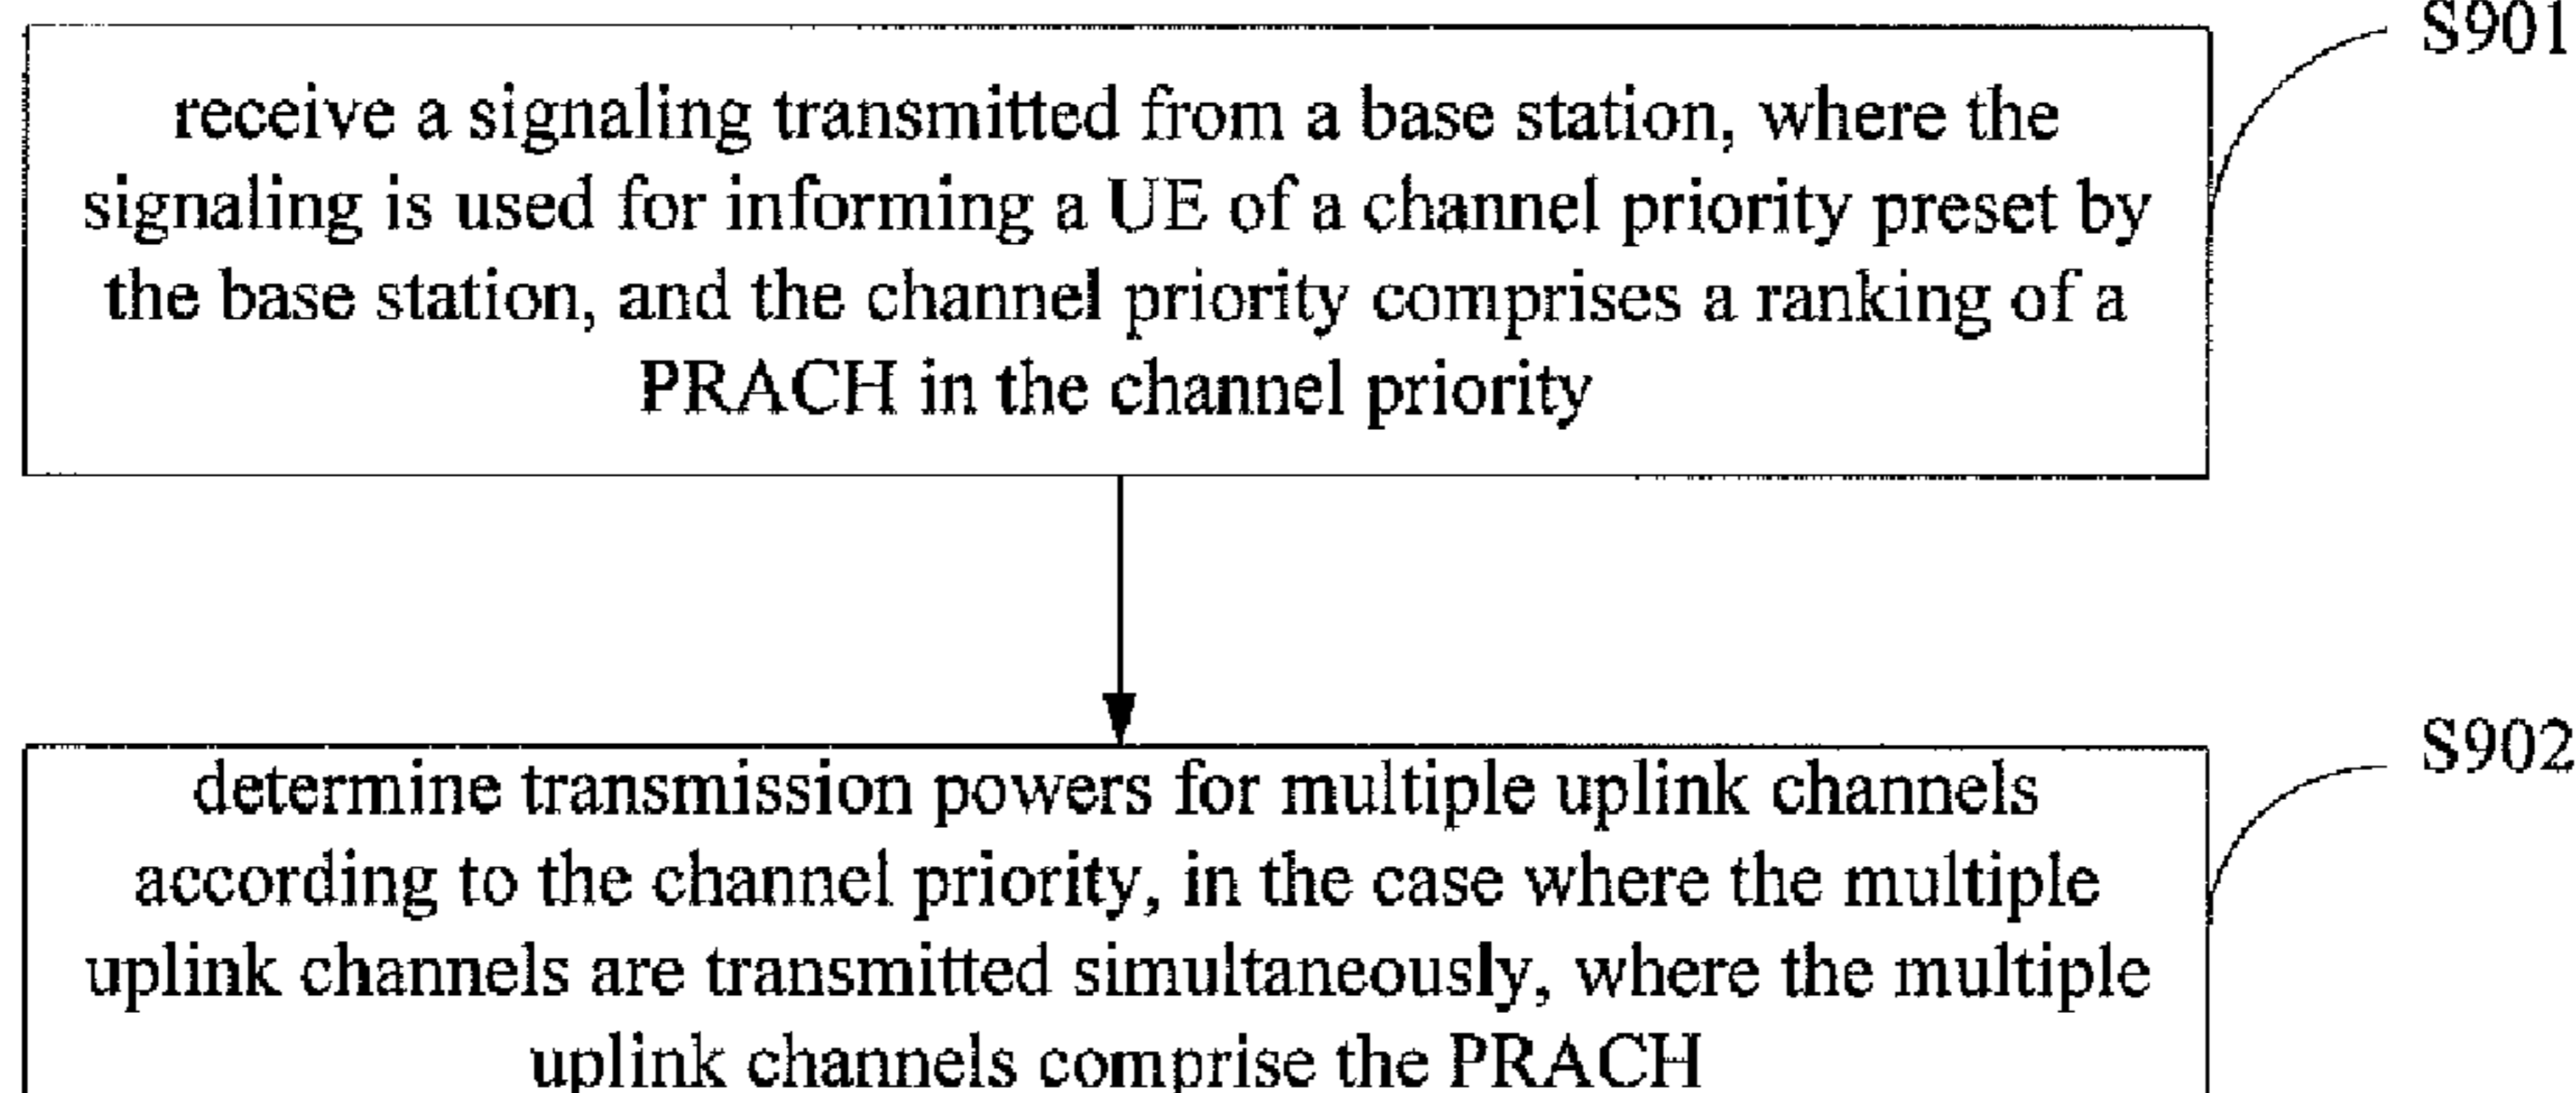 S901
receive a signaling transmitted from a base station, where the
signaling is used for informing a UE of a channel priority preset by
the base station, and the channel priority comprises a ranking of a
PRACH in the channel priority
S902
determine transmission powers for multiple uplink channels
according to the channel priority, in the case where the multiple
uplink channels are transmitted simultaneously, where the multiple
uplink channels comprise the PRACH